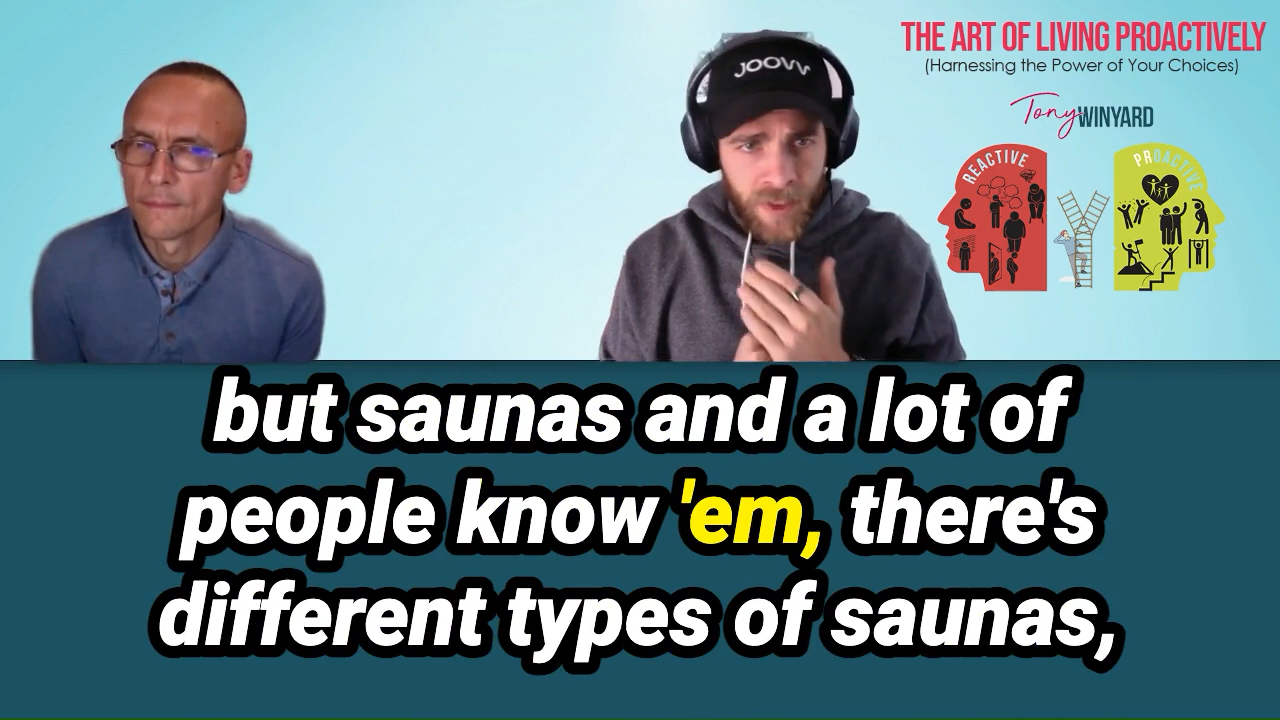 THE ART OF LIVING PROACTIVELY
(Harnessing the Power of Your Choices)
JOOVV
Tony WINYARD
REACTIVE
PROACTIVE
but saunas and a lot of
people know 'em, there's
different types of saunas,